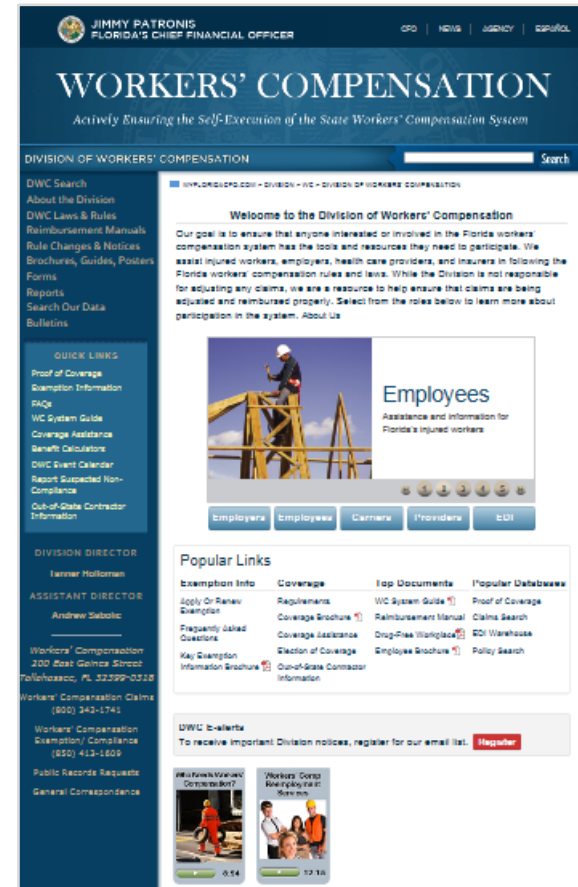 JIMMY PATRONIS
FLORIDA'S CHIEF FINANCIAL OFFICER
CFO | NEWS | AGENCY | ESPAÑOL
WORKERS' COMPENSATION
Actively Ensuring the Self-Execution of the State Workers' Compensation System
DIVISION OF WORKERS' COMPENSATION
Search
DWC Search
About the Division
DWC Laws & Rules
Reimbursement Manuals
Rule Changes & Notices
Brochures, Guides, Posters
Forms
Reports
Search Our Data
Bulletins
QUICK LINKS
Proof of Coverage
Exemption Information
FAQs
WC System Guide
Coverage Assistance
Benefit Calculators
DWC Event Calendar
Report Suspected Non-
Compliance
Out-of-State Contractor
Information
DIVISION DIRECTOR
Tanner Holloman
ASSISTANT DIRECTOR
Andrew Sabolic
Workers' Compensation
200 East Gaines Street
Tallahassee, FL 32399-0318
Workers' Compensation Claims
(800) 342-1741
Workers' Compensation
Exemption/ Compliance
(850) 413-1609
Public Records Requests
General Correspondence
MYFLORIDACFO.COM » DIVISION » WC » DIVISION OF WORKERS' COMPENSATION
Welcome to the Division of Workers' Compensation
Our goal is to ensure that anyone interested or involved in the Florida workers'
compensation system has the tools and resources they need to participate. We
assist injured workers, employers, health care providers, and insurers in following the
Florida workers' compensation rules and laws. While the Division is not responsible
for adjusting any claims, we are a resource to help ensure that claims are being
adjusted and reimbursed properly. Select from the roles below to learn more about
participation in the system. About Us
Employees
Assistance and information for
Florida's injured workers
« 1 2 3 4 5 »
Employers Employees Carriers Providers EDI
Popular Links
Exemption Info
Apply Or Renew
Exemption
Frequently Asked
Questions
Key Exemption
Information Brochure
Coverage
Requirements
Coverage Brochure
Coverage Assistance
Election of Coverage
Out-of-State Contractor
Information
Top Documents
WC System Guide
Reimbursement Manual
Drug-Free Workplace
Employee Brochure
Popular Databases
Proof of Coverage
Claims Search
EDI Warehouse
Policy Search
DWC E-alerts
To receive important Division notices, register for our email list. Register
Who Needs Workers'
Compensation?
8:54
Workers' Comp
Reemployment
Services
12:18